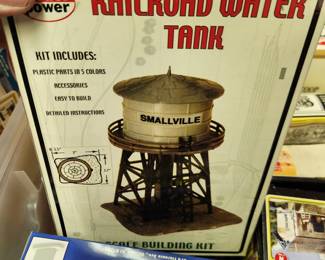 Power
RAILROAD WATER
TANK
KIT INCLUDES:
PLASTIC PARTS IN 5 COLORS
ACCESSORIES
EASY TO BUILD
DETAILED INSTRUCTIONS
SMALLVILLE
SCALE BUILDING KIT